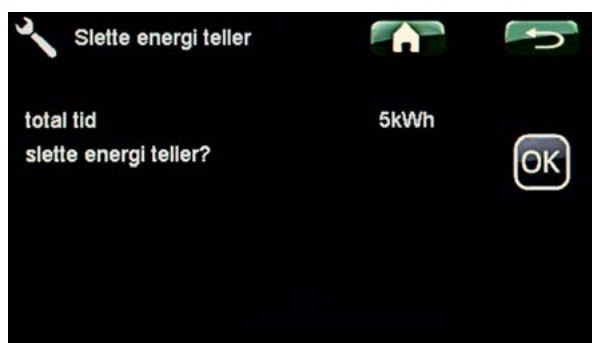 Slette energi teller
total tid 5kWh
slette energi teller?
OK